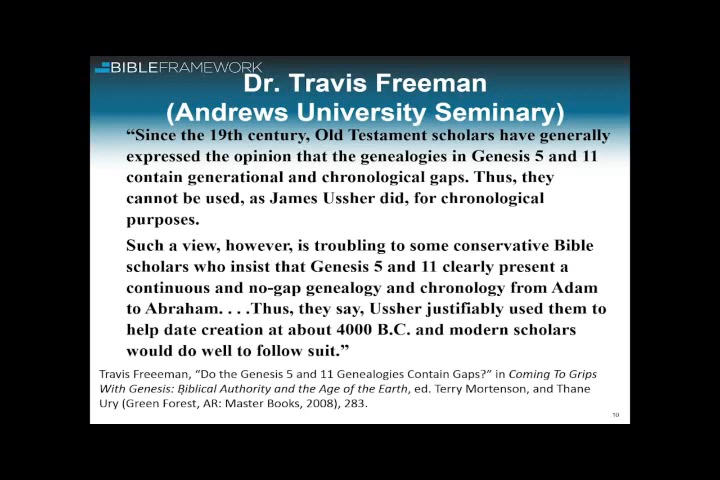 BIBLEFRAMEWORK
Dr. Travis Freeman
(Andrews University Seminary)
“Since the 19th century, Old Testament scholars have generally
expressed the opinion that the genealogies in Genesis 5 and 11
contain generational and chronological gaps. Thus, they
cannot be used, as James Ussher did, for chronological
purposes.
Such a view, however, is troubling to some conservative Bible
scholars who insist that Genesis 5 and 11 clearly present a
continuous and no-gap genealogy and chronology from Adam
to Abraham. . . .Thus, they say, Ussher justifiably used them to
help date creation at about 4000 B.C. and modern scholars
would do well to follow suit.”
Travis Freeeman, “Do the Genesis 5 and 11 Genealogies Contain Gaps?” in Coming To Grips
With Genesis: Biblical Authority and the Age of the Earth, ed. Terry Mortenson, and Thane
Ury (Green Forest, AR: Master Books, 2008), 283.
10